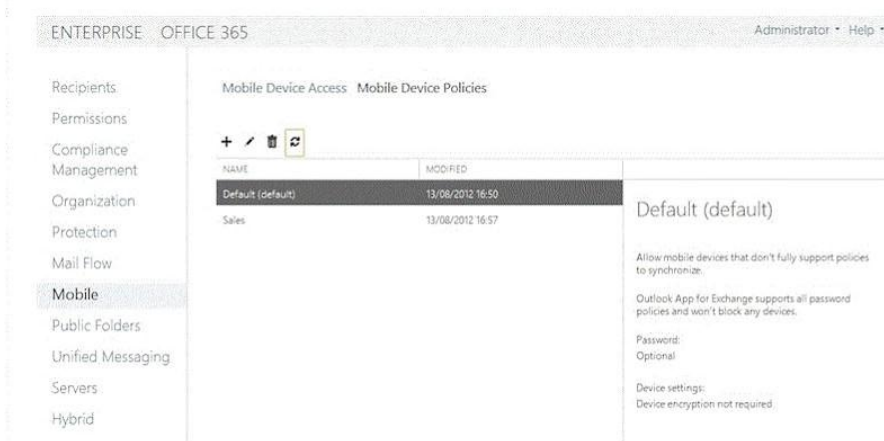 ENTERPRISE OFFICE 365
Administrator Help
Recipients
Permissions
Compliance
Management
Organization
Protection
Mail Flow
Mobile
Public Folders
Unified Messaging
Servers
Hybrid
Mobile Device Access Mobile Device Policies
NAME MODIFIED
Default (default) 13/08/2012 16:50
Sales 13/08/2012 16:57
Default (default)
Allow mobile devices that don't fully support policies
to synchronize.
Outlook App for Exchange supports all password
policies and won't block any devices.
Password:
Optional
Device settings:
Device encryption not required